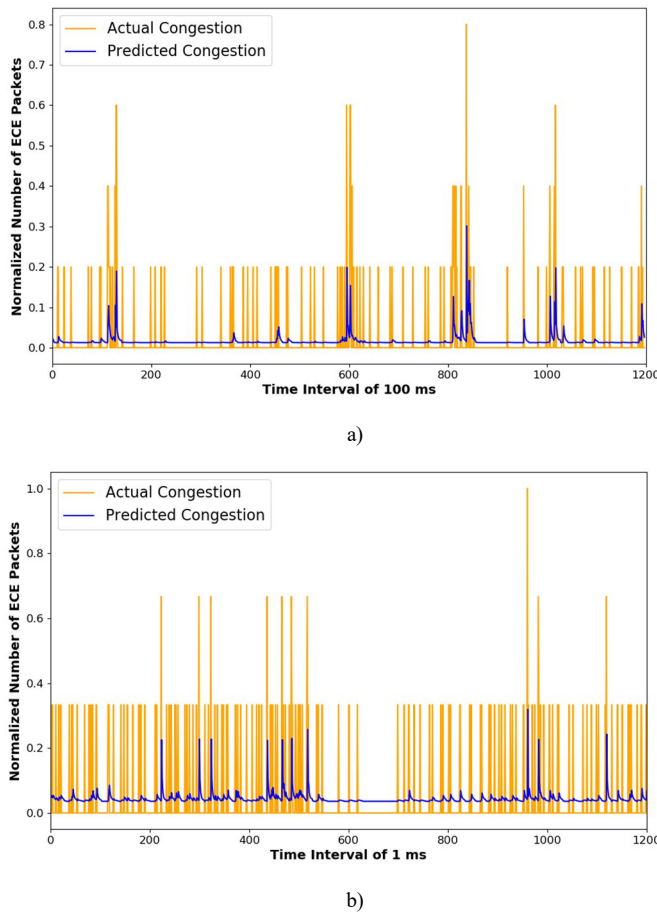 Actual Congestion
Predicted Congestion
Normalized Number of ECE Packets
0.8
0.7
0.6
0.5
0.4
0.3
0.2
0.1
0.0
0 200 400 600 800 1000 1200
Time Interval of 100 ms
a)
Actual Congestion
Predicted Congestion
Normalized Number of ECE Packets
1.0
0.8
0.6
0.4
0.2
0.0
0 200 400 600 800 1000 1200
Time Interval of 1 ms
b)